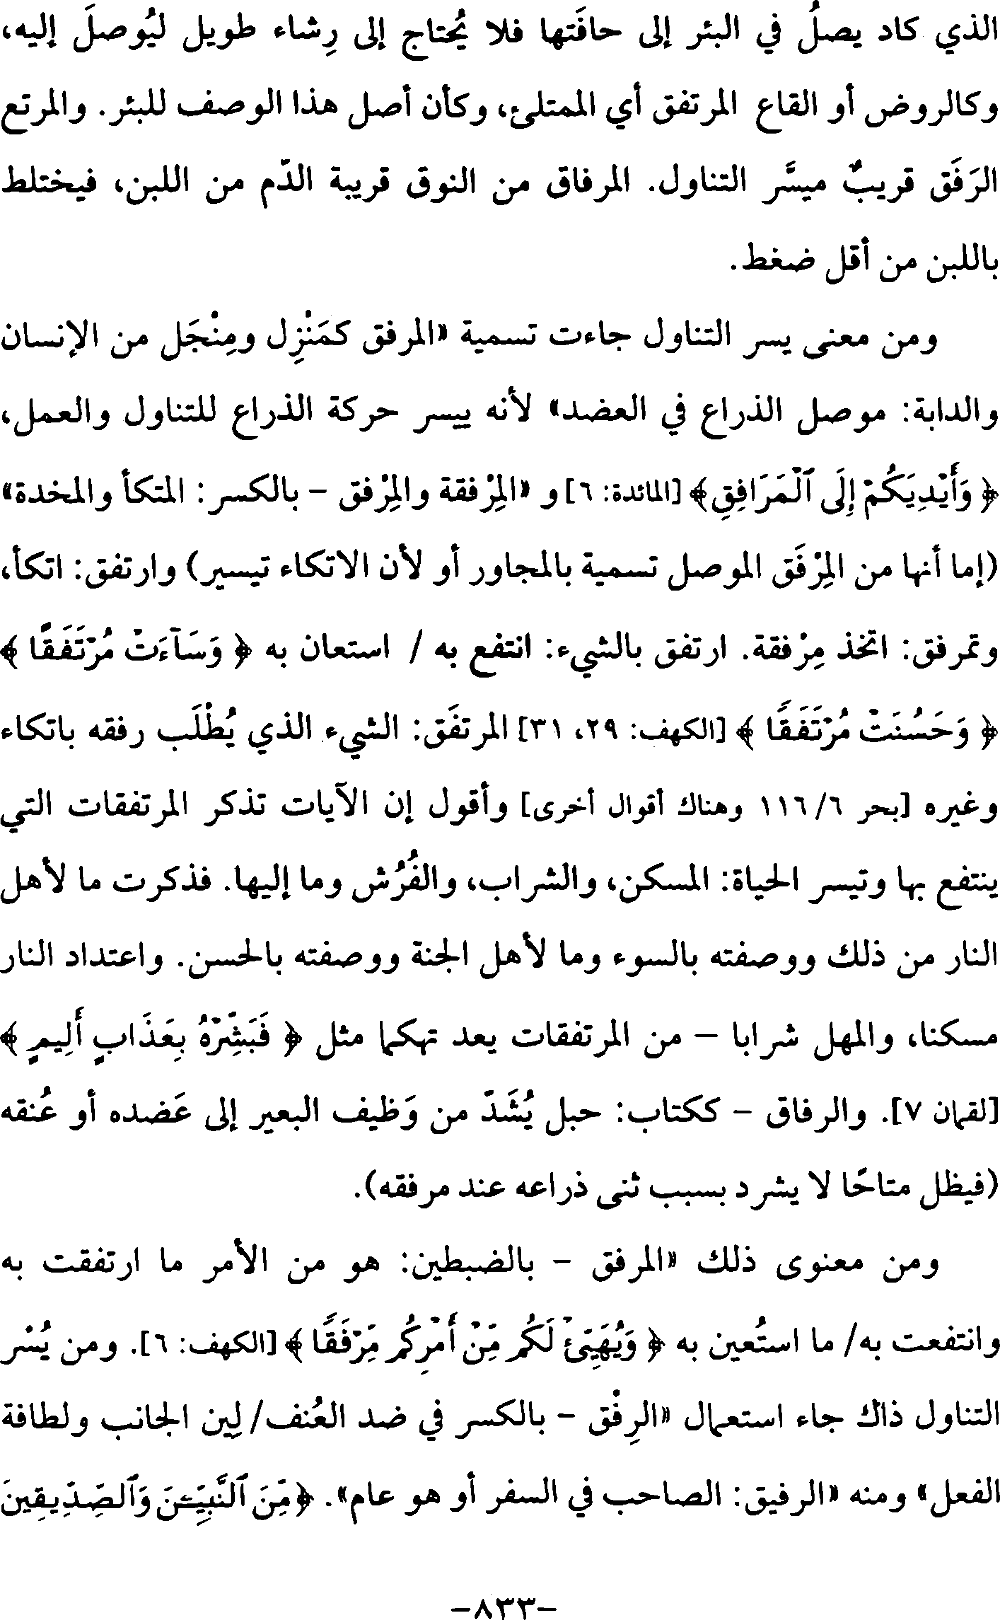 الذي كاد يصلُ في البئر إلى حافَتها فلا يُحتاج إلى رِشاء طويل ليُوصلَ إليه،
وكالروض أو القاع المرتفق أي الممتلئ، وكأن أصل هذا الوصف للبئر. والمرتع
الرَفَق قريبٌ ميسَّر التناول. المرفاق من النوق قريبة الدّم من اللبن، فيختلط
باللبن من أقل ضغط.
ومن معنى يسر التناول جاءت تسمية «المرفق كمَنْزِل ومِنْجَل من الإنسان
والدابة: موصل الذراع في العضد» لأنه ييسر حركة الذراع للتناول والعمل،
﴿ وَأَيْدِيَكُمْ إِلَى ٱلْمَرَافِقِ﴾ [المائدة: ٦] و «المِرْفقة والمِرْفق – بالكسر: المتكأ والمخدة»
(إما أنها من المِرْفَق الموصل تسمية بالمجاور أو لأن الاتكاء تيسير) وارتفق: اتكأ،
وتمرفق: اتخذ مِرْفقة. ارتفق بالشيء: انتفع به / استعان به ﴿ وَسَآءَتْ مُرْتَفَقًا ﴾
﴿ وَحَسُنَتْ مُرْتَفَقًا ﴾ [الكهف: ٢٩، ٣١] المرتفَق: الشيء الذي يُطْلَب رفقه باتكاء
وغيره [بحر ٦/ ١١٦ وهناك أقوال أخرى] وأقول إن الآيات تذكر المرتفقات التي
ينتفع بها وتيسر الحياة: المسكن، والشراب، والفُرُش وما إليها. فذكرت ما لأهل
النار من ذلك ووصفته بالسوء وما لأهل الجنة ووصفته بالحسن. واعتداد النار
مسكنا، والمهل شرابا – من المرتفقات يعد تهكما مثل ﴿ فَبَشِّرْهُ بِعَذَابٍ أَلِيمٍ ﴾
[لقمان ٧]. والرفاق – ككتاب: حبل يُشَدّ من وَظيف البعير إلى عَضده أو عُنقه
(فيظل متاحًا لا يشرد بسبب ثنى ذراعه عند مرفقه).
ومن معنوى ذلك «المرفق – بالضبطين: هو من الأمر ما ارتفقت به
وانتفعت به/ ما استُعين به ﴿ وَيُهَيِّئْ لَكُم مِّنْ أَمْرِكُم مِّرْفَقًا ﴾ [الكهف: ٦]. ومن يُسْر
التناول ذاك جاء استعمال «الرِفْق – بالكسر في ضد العُنف/ لِين الجانب ولطافة
الفعل» ومنه «الرفيق: الصاحب في السفر أو هو عام». ﴿مِّنَ ٱلنَّبِيِّـۧنَ وَٱلصِّدِّيقِينَ
-٨٣٣-